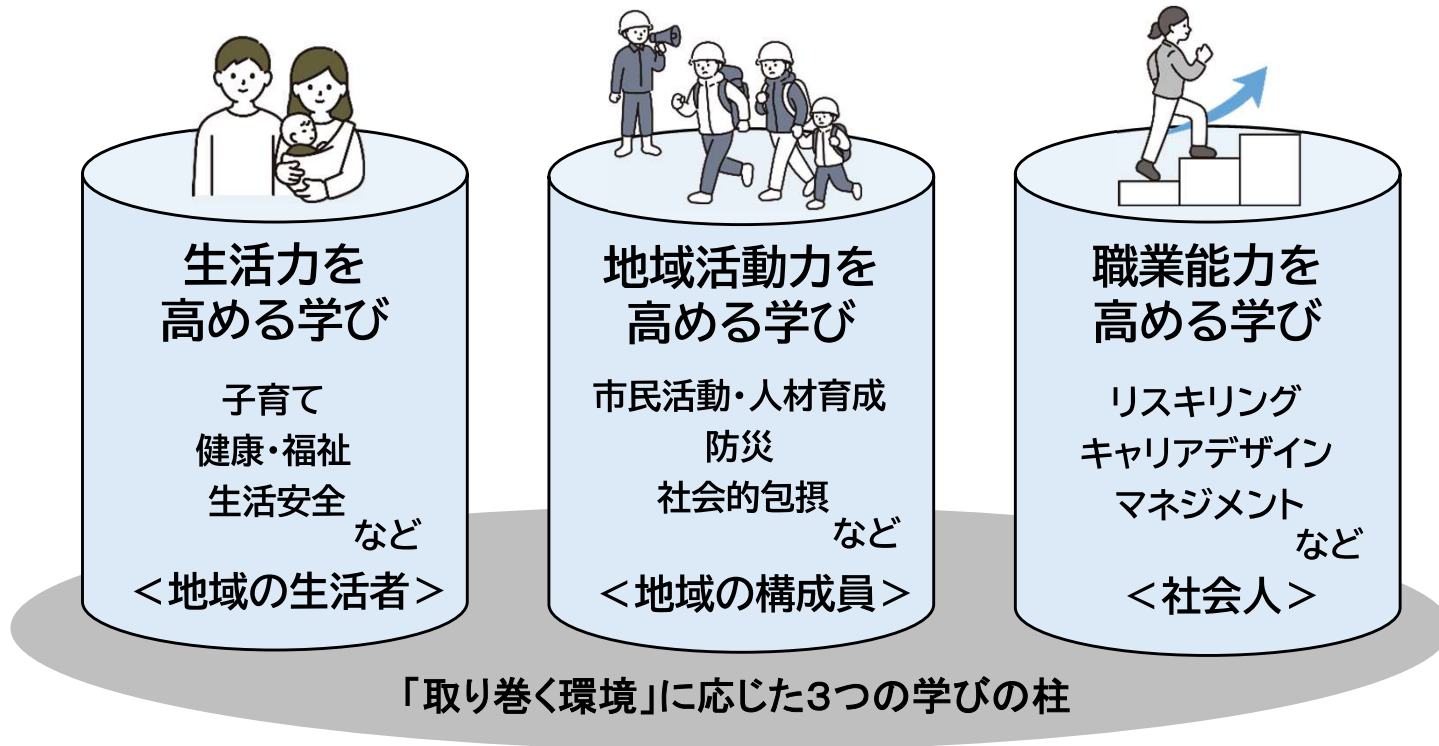 生活力を
高める学び
子育て
健康・福祉
生活安全
など
＜地域の生活者＞
地域活動力を
高める学び
市民活動・人材育成
防災
社会的包摂
など
＜地域の構成員＞
職業能力を
高める学び
リスキリング
キャリアデザイン
マネジメント
など
＜社会人＞
「取り巻く環境」に応じた３つの学びの柱